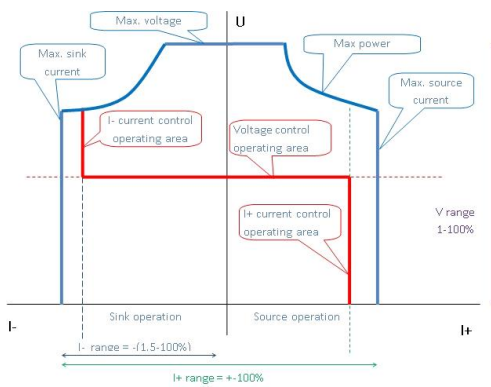 Max. voltage
U
Max. sink
current
Max power
Max. source
current
I- current control
operating area
Voltage control
operating area
I+ current control
operating area
V range
1-100%
Sink operation
Source operation
I-
I+
I- range = -(1.5-100%)
I+ range = +-100%